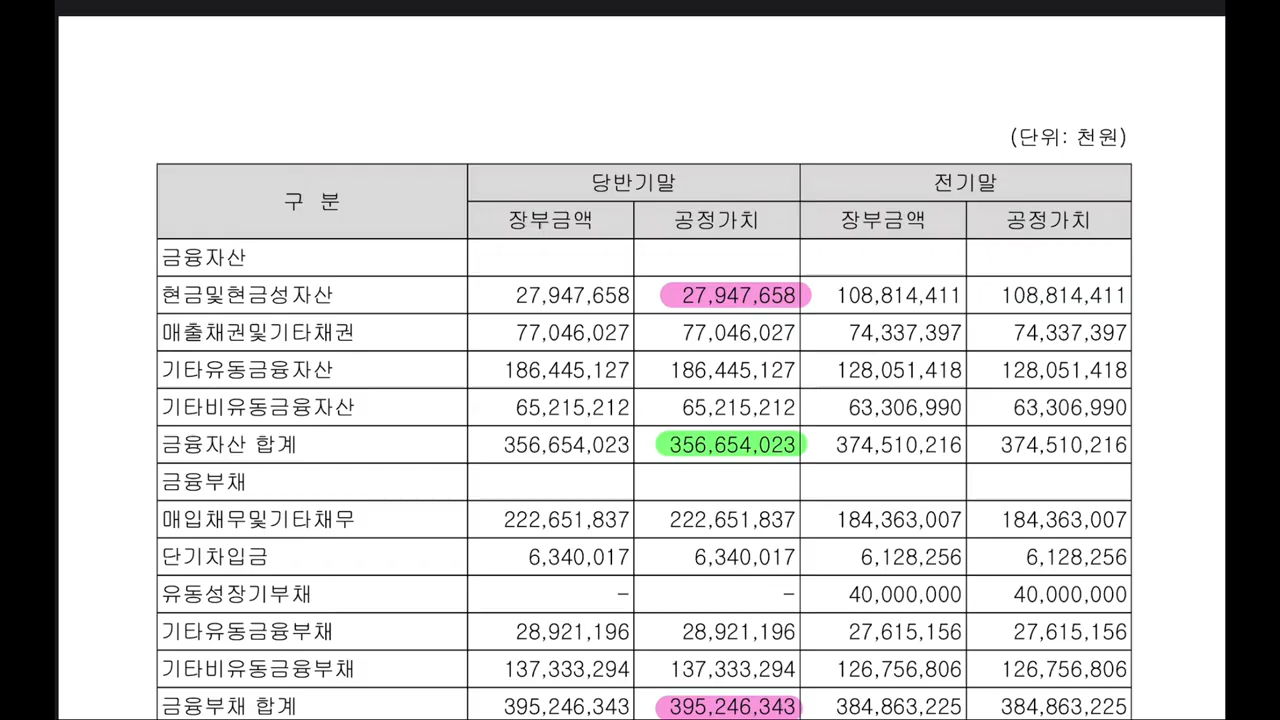 (단위: 천원)
구 분 당반기말 전기말
장부금액 공정가치 장부금액 공정가치
금융자산
현금및현금성자산 27,947,658 27,947,658 108,814,411 108,814,411
매출채권및기타채권 77,046,027 77,046,027 74,337,397 74,337,397
기타유동금융자산 186,445,127 186,445,127 128,051,418 128,051,418
기타비유동금융자산 65,215,212 65,215,212 63,306,990 63,306,990
금융자산 합계 356,654,023 356,654,023 374,510,216 374,510,216
금융부채
매입채무및기타채무 222,651,837 222,651,837 184,363,007 184,363,007
단기차입금 6,340,017 6,340,017 6,128,256 6,128,256
유동성장기부채 – – 40,000,000 40,000,000
기타유동금융부채 28,921,196 28,921,196 27,615,156 27,615,156
기타비유동금융부채 137,333,294 137,333,294 126,756,806 126,756,806
금융부채 합계 395,246,343 395,246,343 384,863,225 384,863,225